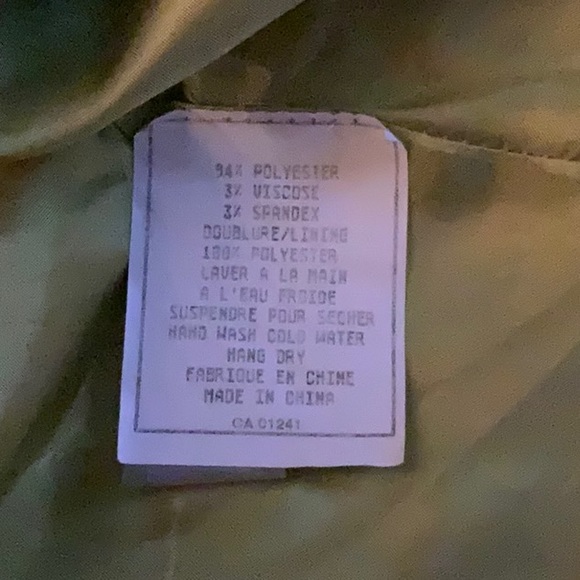 94% POLYESTER
3% VISCOSE
3% SPANDEX
DOUBLURE/LINING
100% POLYESTER
LAVER A LA MAIN
A L'EAU FROIDE
SUSPENDRE POUR SECHER
HAND WASH COLD WATER
HANG DRY
FABRIQUE EN CHINE
MADE IN CHINA
CA 01241